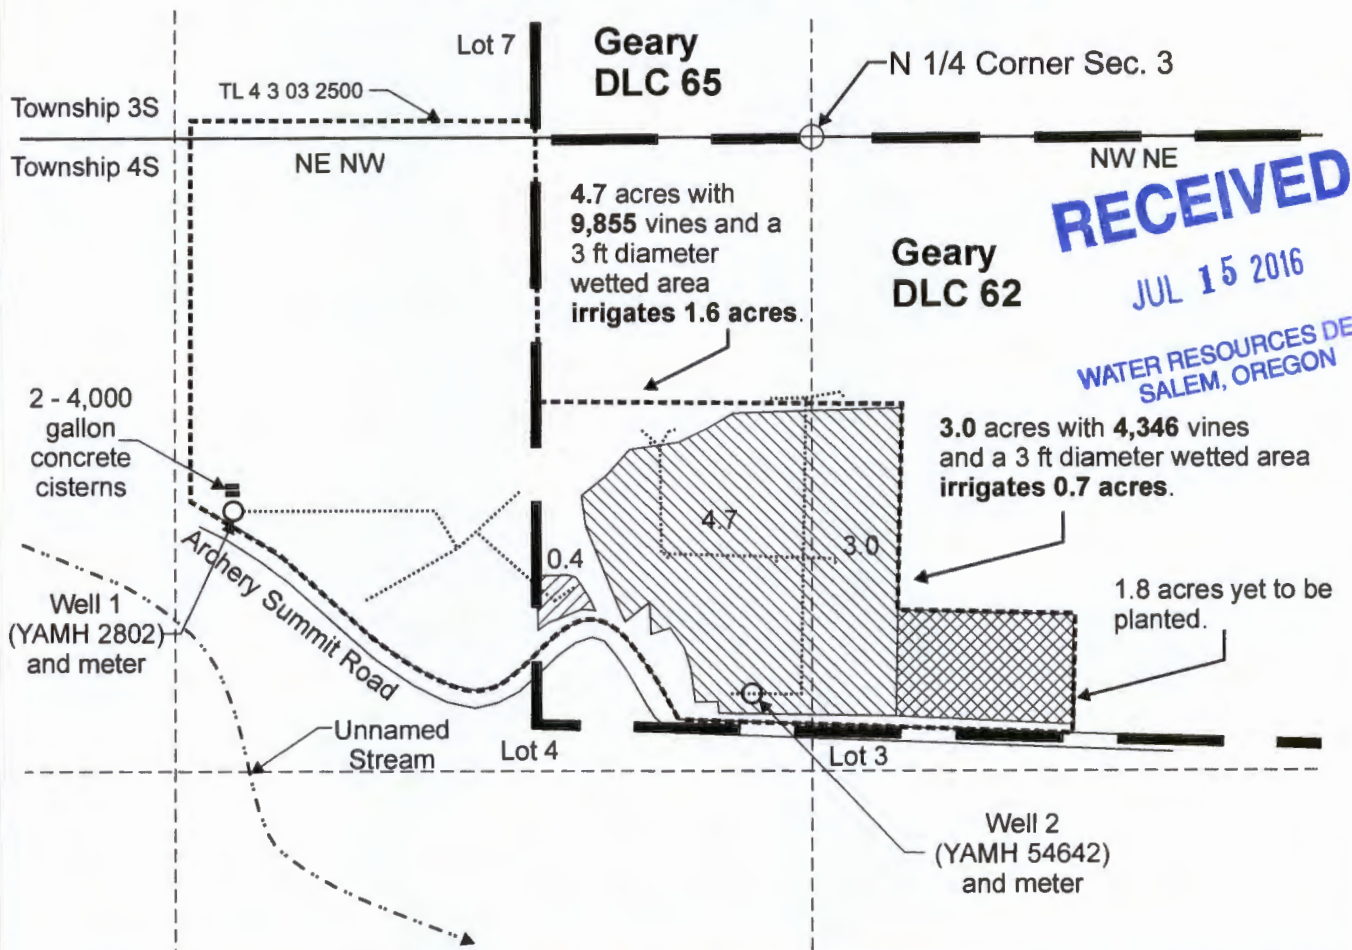 Lot 7
Geary
DLC 65
N 1/4 Corner Sec. 3
TL 4 3 03 2500
Township 3S
Township 4S
NE NW
NW NE
RECEIVED
JUL 15 2016
WATER RESOURCES DE
SALEM, OREGON
4.7 acres with
9,855 vines and a
3 ft diameter
wetted area
irrigates 1.6 acres.
Geary
DLC 62
2 - 4,000
gallon
concrete
cisterns
3.0 acres with 4,346 vines
and a 3 ft diameter wetted area
irrigates 0.7 acres.
4.7
3.0
0.4
1.8 acres yet to be
planted.
Archery Summit Road
Well 1
(YAMH 2802)
and meter
Unnamed
Stream
Lot 4
Lot 3
Well 2
(YAMH 54642)
and meter